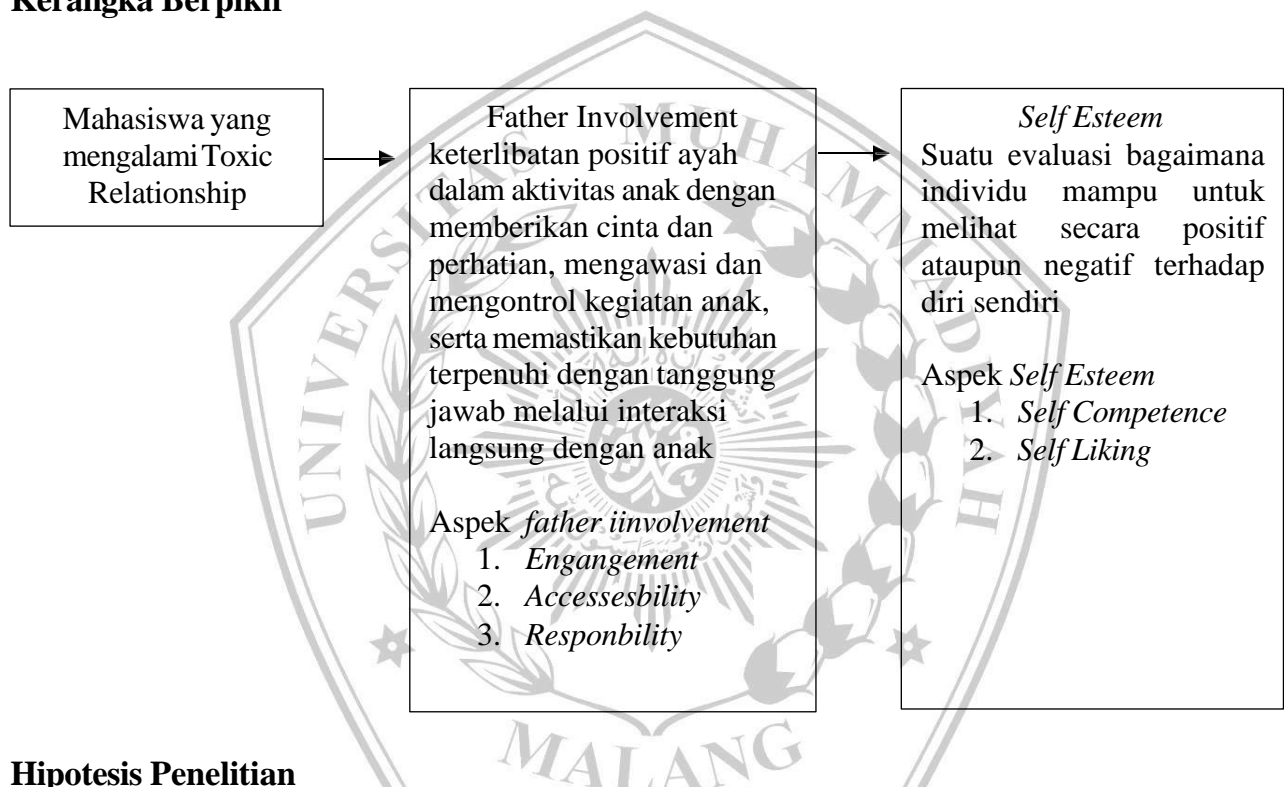 Kerangka Berpikir
Mahasiswa yang
mengalami Toxic
Relationship
Father Involvement
keterlibatan positif ayah
dalam aktivitas anak dengan
memberikan cinta dan
perhatian, mengawasi dan
mengontrol kegiatan anak,
serta memastikan kebutuhan
terpenuhi dengan tanggung
jawab melalui interaksi
langsung dengan anak
Aspek father iinvolvement
1. Engangement
2. Accessesbility
3. Responbility
Self Esteem
Suatu evaluasi bagaimana
individu mampu untuk
melihat secara positif
ataupun negatif terhadap
diri sendiri
Aspek Self Esteem
1. Self Competence
2. Self Liking
UNIVERSITAS MUHAMMADIYAH
MALANG
Hipotesis Penelitian